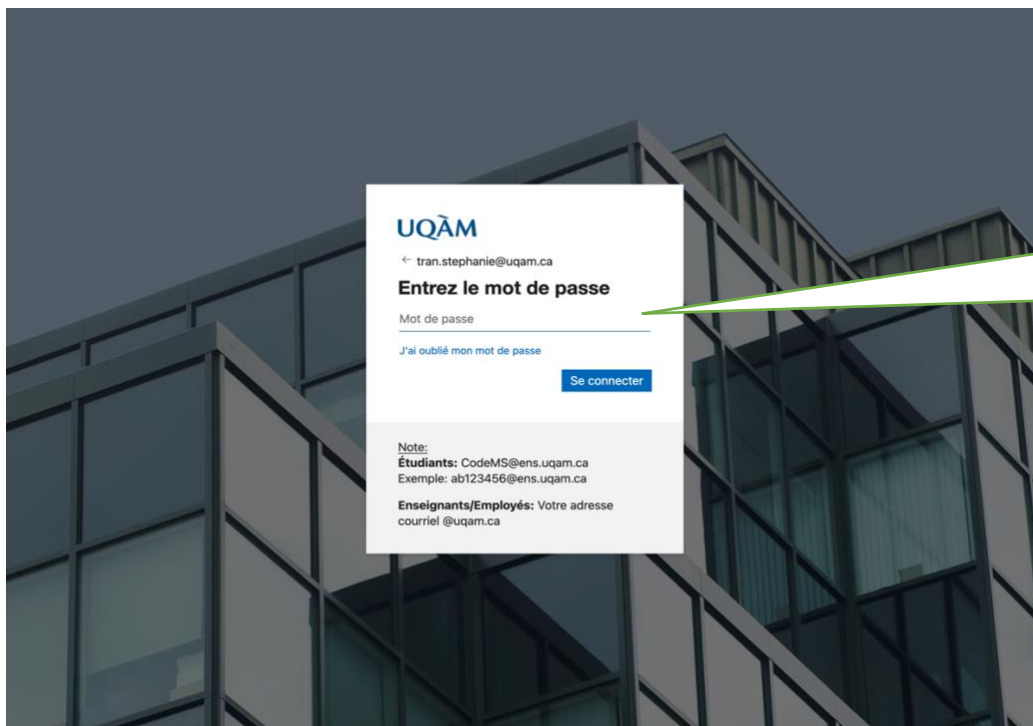 UQÀM
← tran.stephanie@uqam.ca
Entrez le mot de passe
Mot de passe
J'ai oublié mon mot de passe
Se connecter
Note:
Étudiants: CodeMS@ens.uqam.ca
Exemple: ab123456@ens.uqam.ca
Enseignants/Employés: Votre adresse
courriel @uqam.ca